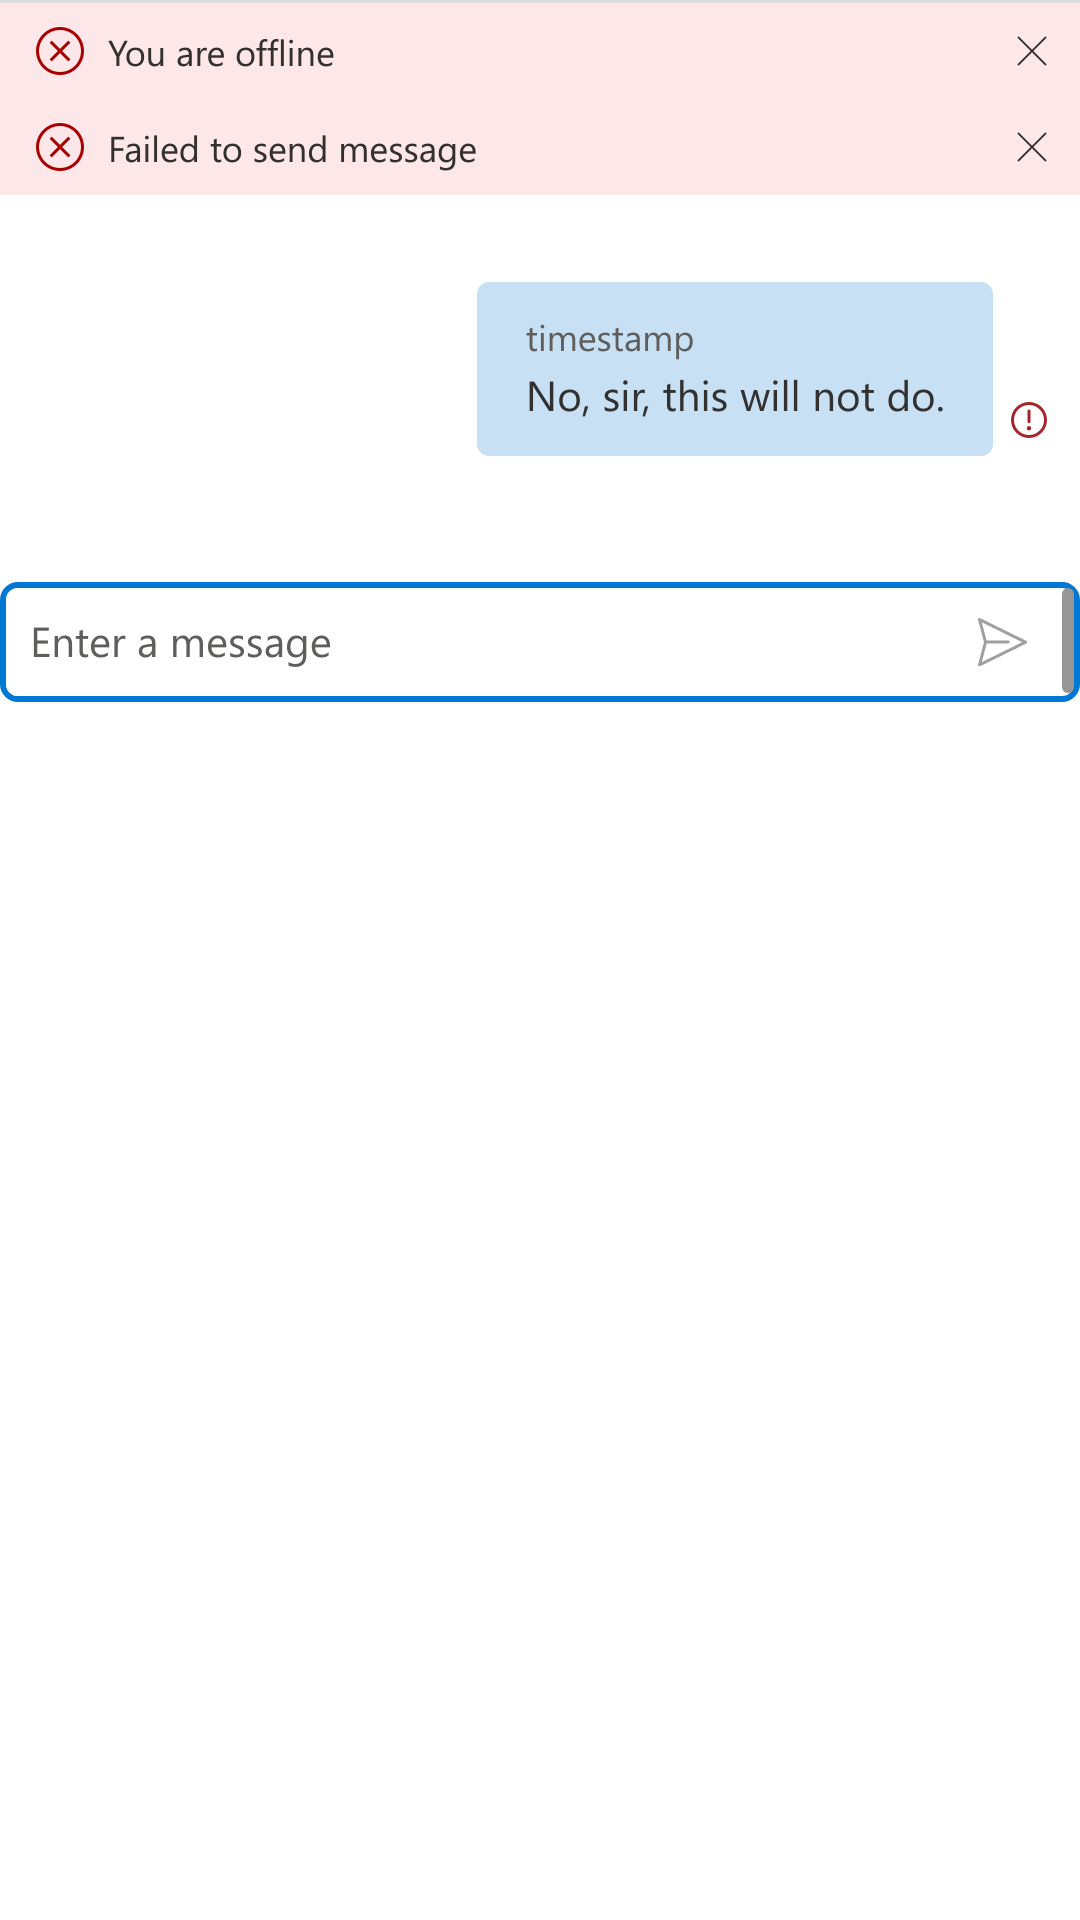 You are offline
Failed to send message
timestamp
No, sir, this will not do.
Enter a message